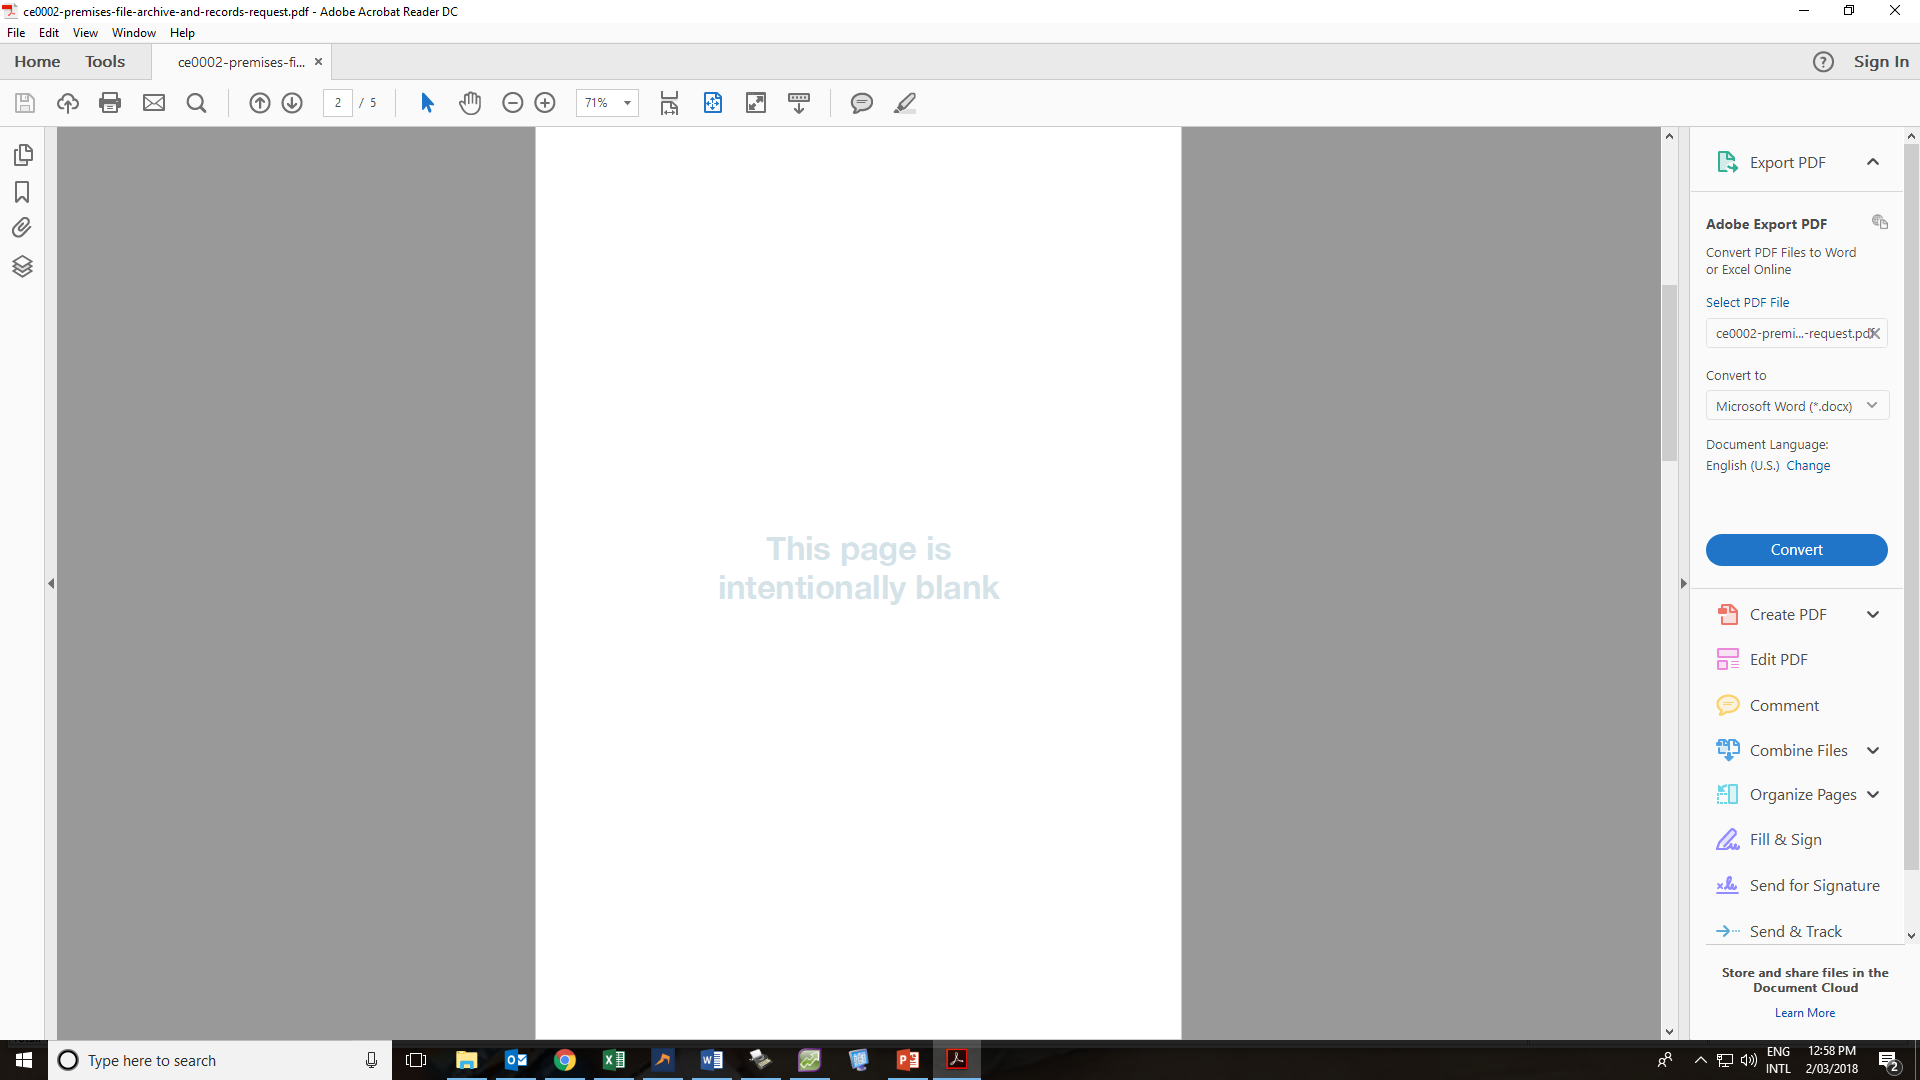 ce0002-premises-file-archive-and-records-request.pdf - Adobe Acrobat Reader DC
File Edit View Window Help
Home Tools ce0002-premises-fi... × ? Sign In
2 / 5 71%
Export PDF
Adobe Export PDF
Convert PDF Files to Word
or Excel Online
Select PDF File
ce0002-premi...-request.pdf
Convert to
Microsoft Word (*.docx)
Document Language:
English (U.S.) Change
This page is
intentionally blank
Convert
Create PDF
Edit PDF
Comment
Combine Files
Organize Pages
Fill & Sign
Send for Signature
Send & Track
Store and share files in the
Document Cloud
Learn More
Type here to search
ENG
INTL
12:58 PM
2/03/2018
2